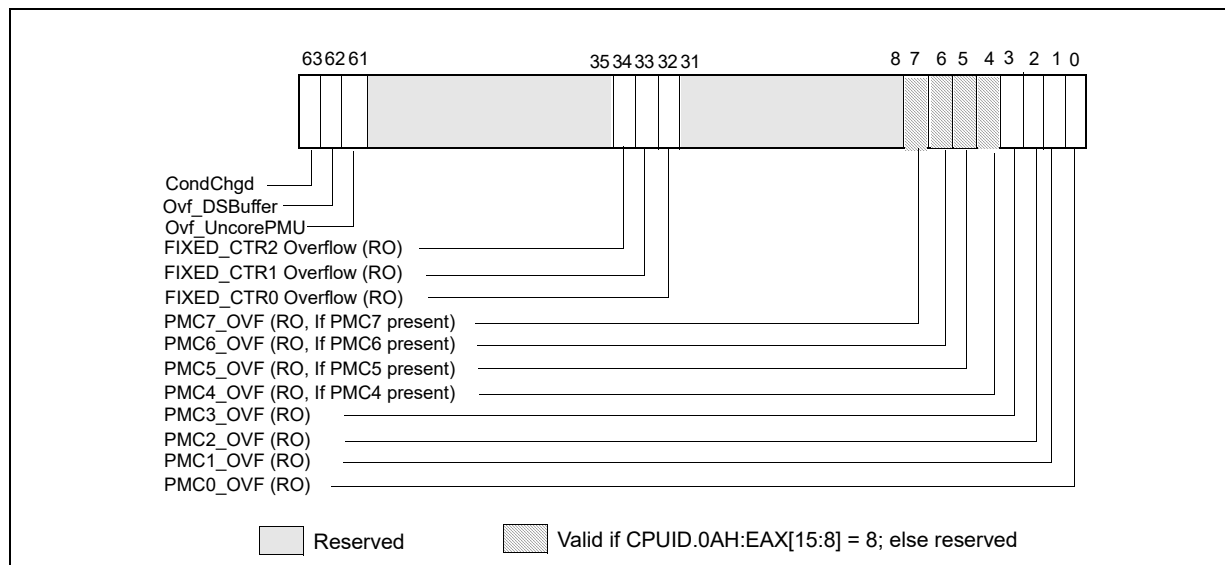 63 62 61 35 34 33 32 31 8 7 6 5 4 3 2 1 0
CondChgd
Ovf_DSBuffer
Ovf_UncorePMU
FIXED_CTR2 Overflow (RO)
FIXED_CTR1 Overflow (RO)
FIXED_CTR0 Overflow (RO)
PMC7_OVF (RO, If PMC7 present)
PMC6_OVF (RO, If PMC6 present)
PMC5_OVF (RO, If PMC5 present)
PMC4_OVF (RO, If PMC4 present)
PMC3_OVF (RO)
PMC2_OVF (RO)
PMC1_OVF (RO)
PMC0_OVF (RO)
Reserved Valid if CPUID.0AH:EAX[15:8] = 8; else reserved